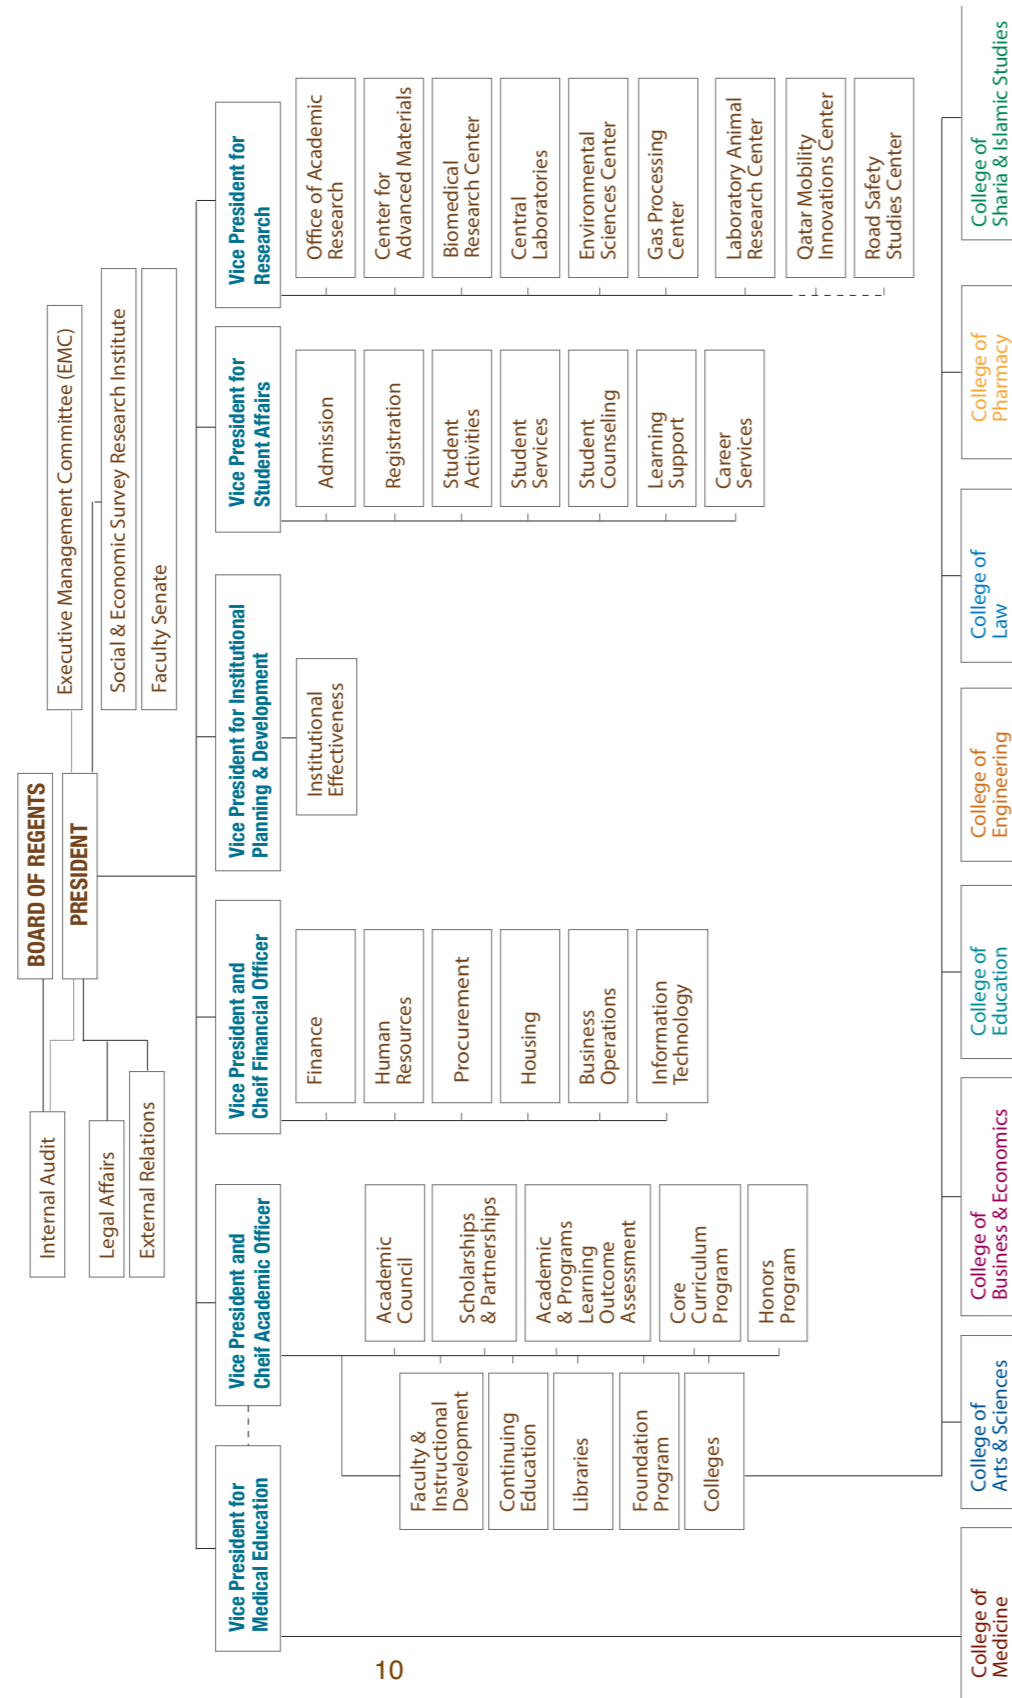 BOARD OF REGENTS
PRESIDENT
Executive Management Committee (EMC)
Social & Economic Survey Research Institute
Faculty Senate
Internal Audit
Legal Affairs
External Relations
Vice President for
Medical Education
Vice President and
Cheif Academic Officer
Vice President and
Cheif Financial Officer
Vice President for Institutional
Planning & Development
Vice President for
Student Affairs
Vice President for
Research
Faculty &
Instructional
Development
Continuing
Education
Libraries
Foundation
Program
Colleges
Academic
Council
Scholarships
& Partnerships
Academic
& Programs
Learning
Outcome
Assessment
Core
Curriculum
Program
Honors
Program
Finance
Human
Resources
Procurement
Housing
Business
Operations
Information
Technology
Institutional
Effectiveness
Admission
Registration
Student
Activities
Student
Services
Student
Counseling
Learning
Support
Career
Services
Office of Academic
Research
Center for
Advanced Materials
Biomedical
Research Center
Central
Laboratories
Environmental
Sciences Center
Gas Processing
Center
Laboratory Animal
Research Center
Qatar Mobility
Innovations Center
Road Safety
Studies Center
College of
Medicine
College of
Arts & Sciences
College of
Business & Economics
College of
Education
College of
Engineering
College of
Law
College of
Pharmacy
College of
Sharia & Islamic Studies
10